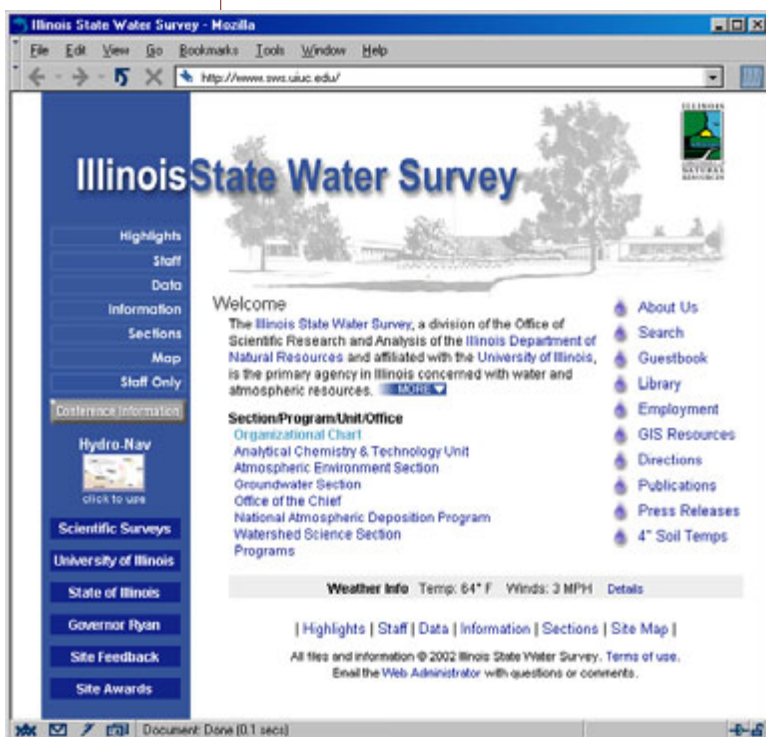 Illinois State Water Survey - Mozilla
File Edit View Go Bookmarks Tools Window Help
http://www.sws.uiuc.edu/
ILLINOIS
NATURAL
RESOURCES
Illinois State Water Survey
Highlights
Staff
Data
Information
Sections
Map
Staff Only
Conference Information
Hydro-Nav
click to use
Scientific Surveys
University of Illinois
State of Illinois
Governor Ryan
Site Feedback
Site Awards
Welcome
The Illinois State Water Survey, a division of the Office of
Scientific Research and Analysis of the Illinois Department of
Natural Resources and affiliated with the University of Illinois,
is the primary agency in Illinois concerned with water and
atmospheric resources. MORE
Section/Program/Unit/Office
Organizational Chart
Analytical Chemistry & Technology Unit
Atmospheric Environment Section
Groundwater Section
Office of the Chief
National Atmospheric Deposition Program
Watershed Science Section
Programs
About Us
Search
Guestbook
Library
Employment
GIS Resources
Directions
Publications
Press Releases
4" Soil Temps
Weather Info Temp: 64° F Winds: 3 MPH Details
| Highlights | Staff | Data | Information | Sections | Site Map |
All files and information © 2002 Illinois State Water Survey. Terms of use.
Email the Web Administrator with questions or comments.
Document: Done (0.1 secs)